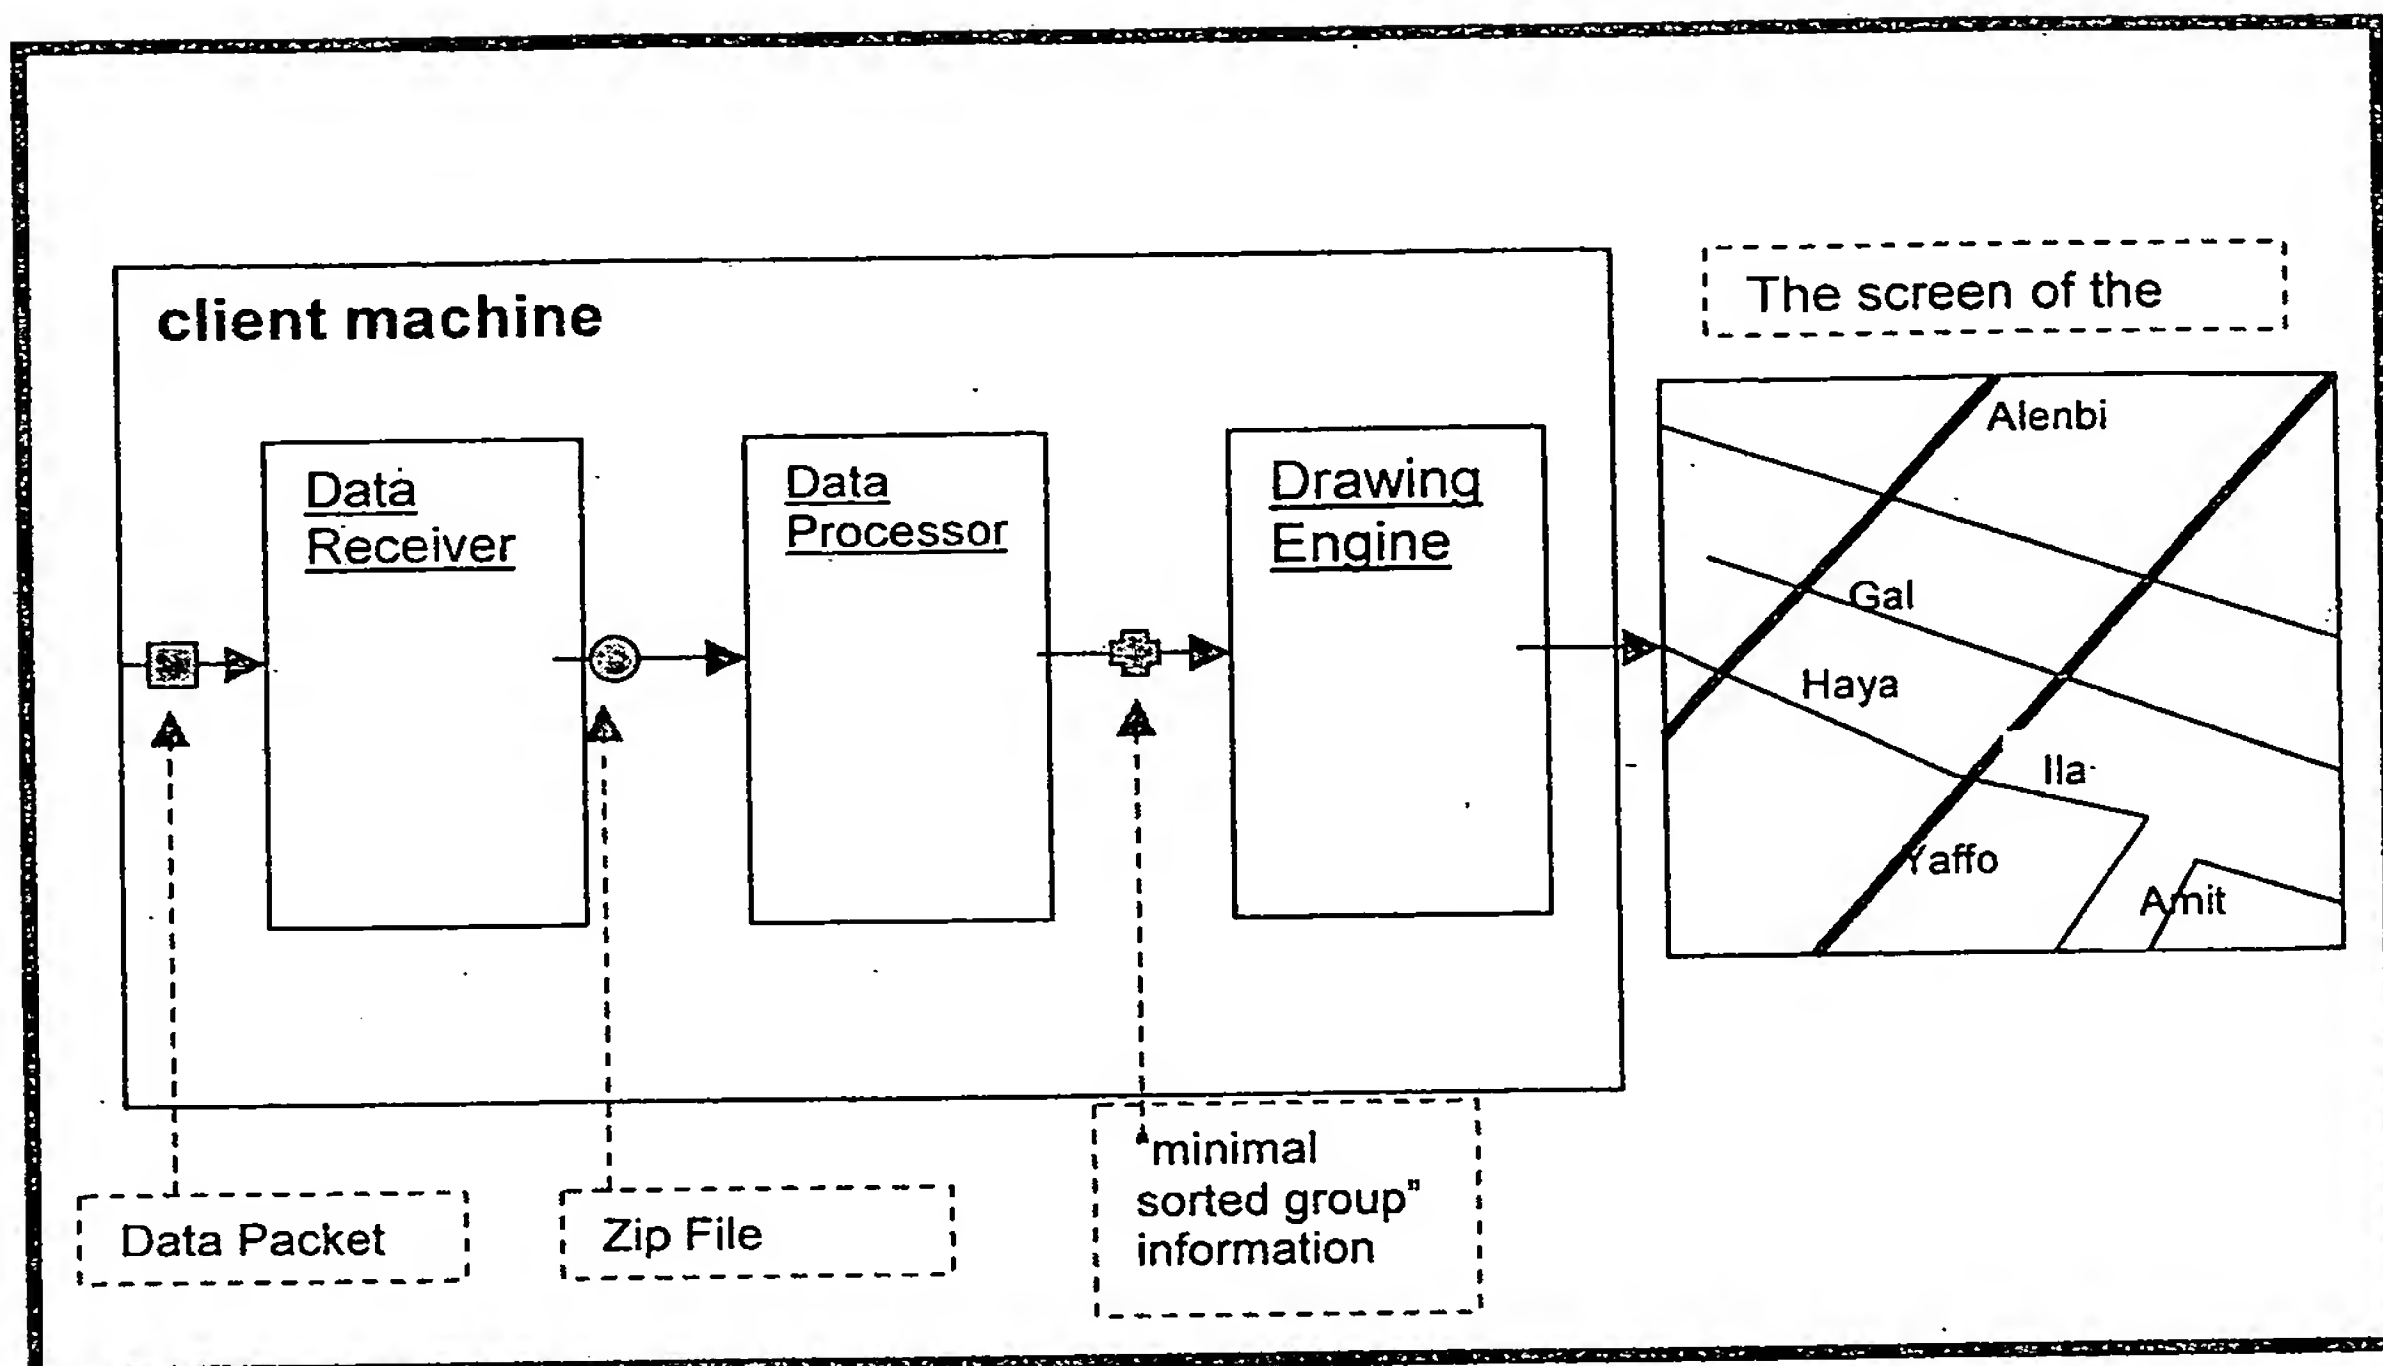 The screen of the
client machine
Data
Receiver
Data
Processor
Drawing
Engine
Alenbi
Gal
Haya
Ila
Yaffo
Amit
Data Packet
Zip File
"minimal
sorted group"
information